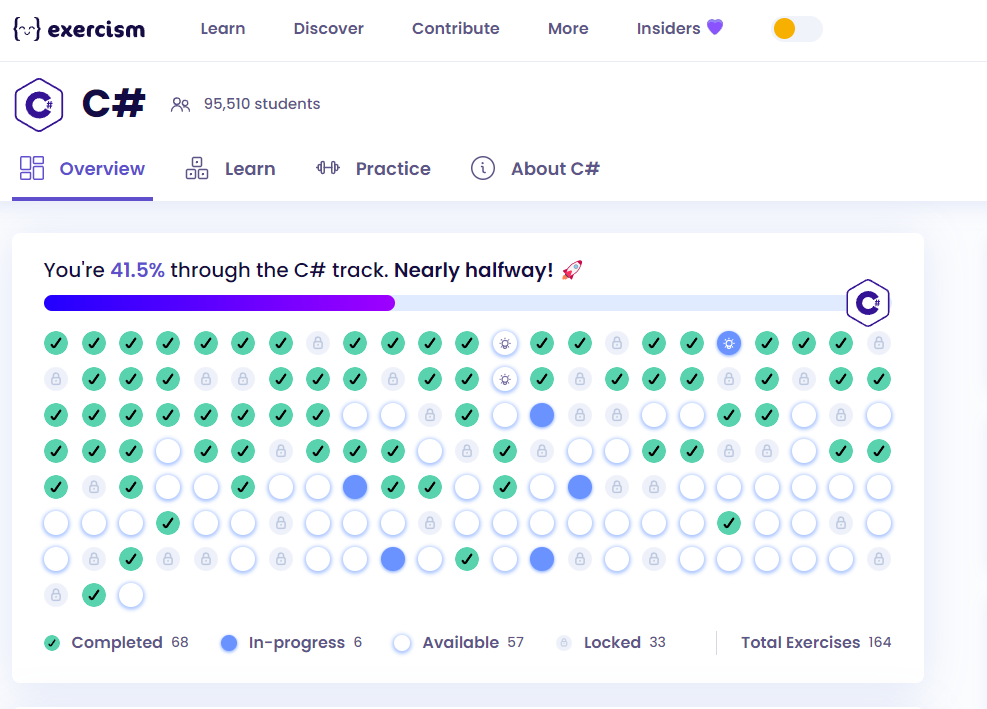 exercism Learn Discover Contribute More Insiders 💜
C# C# 95,510 students
Overview Learn Practice About C#
You're 41.5% through the C# track. Nearly halfway! 🚀
C#
Completed 68 In-progress 6 Available 57 Locked 33 Total Exercises 164